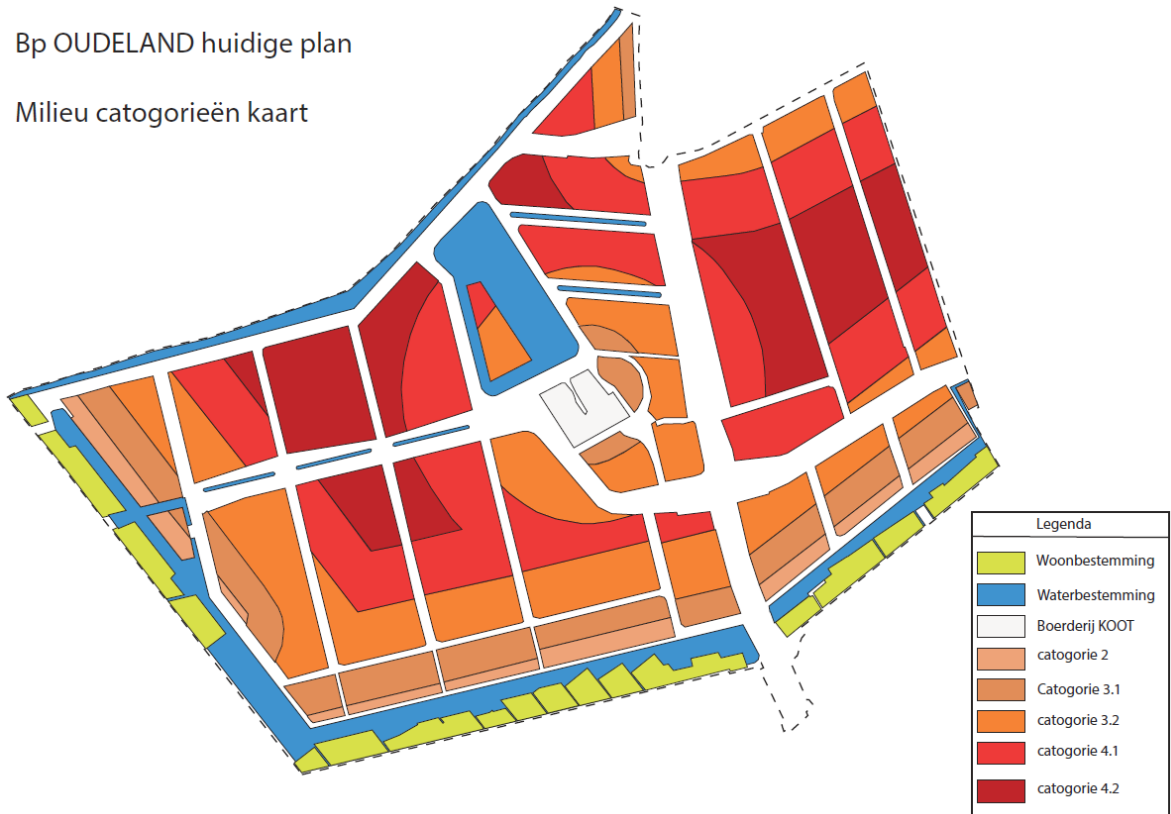 Bp OUDELAND huidige plan
Milieu catogorieën kaart
Legenda
Woonbestemming
Waterbestemming
Boerderij KOOT
catogorie 2
Catogorie 3.1
catogorie 3.2
catogorie 4.1
catogorie 4.2